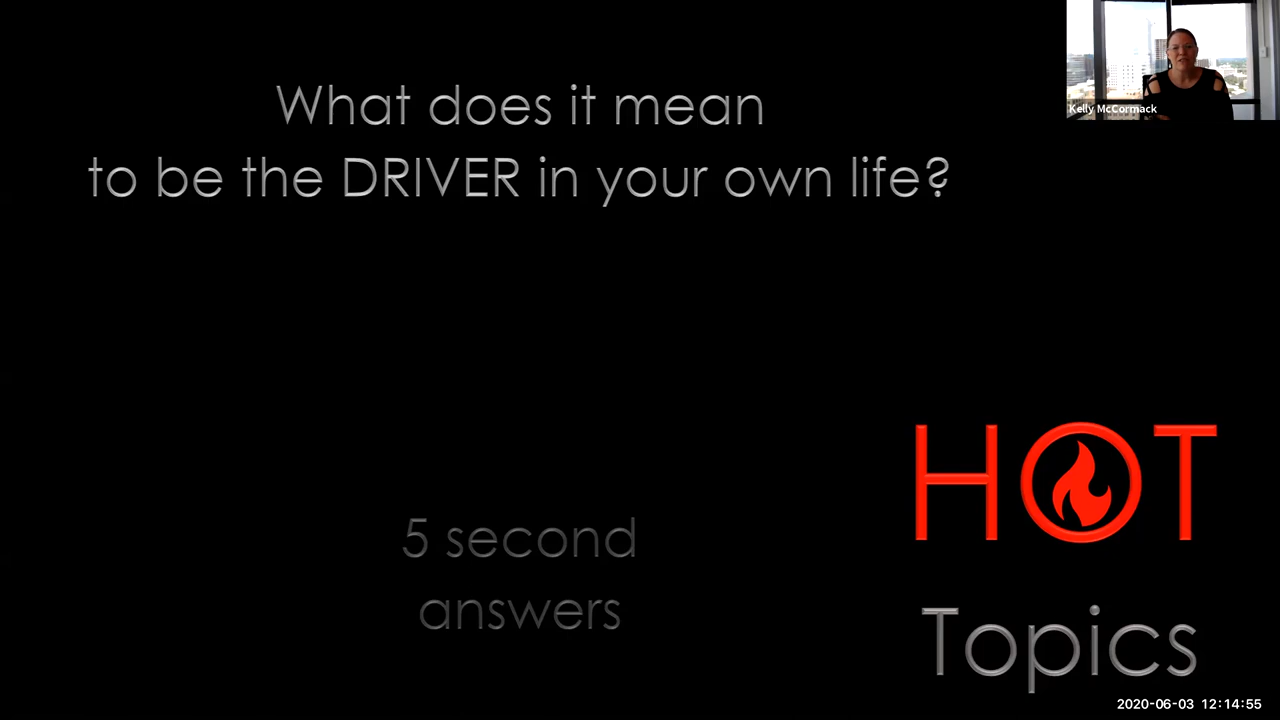 What does it mean
to be the DRIVER in your own life?
Kelly McCormack
5 second
answers
HOT
Topics
2020-06-03 12:14:55